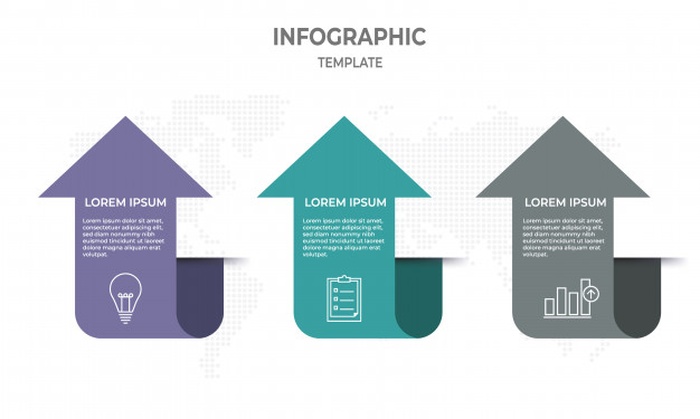 INFOGRAPHIC
TEMPLATE
LOREM IPSUM
Lorem ipsum dolor sit amet,
consectetuer adipiscing elit,
sed diam nonummy nibh
euismod tincidunt ut laoreet
dolore magna aliquam erat
volutpat.
LOREM IPSUM
Lorem ipsum dolor sit amet,
consectetuer adipiscing elit,
sed diam nonummy nibh
euismod tincidunt ut laoreet
dolore magna aliquam erat
volutpat.
LOREM IPSUM
Lorem ipsum dolor sit amet,
consectetuer adipiscing elit,
sed diam nonummy nibh
euismod tincidunt ut laoreet
dolore magna aliquam erat
volutpat.